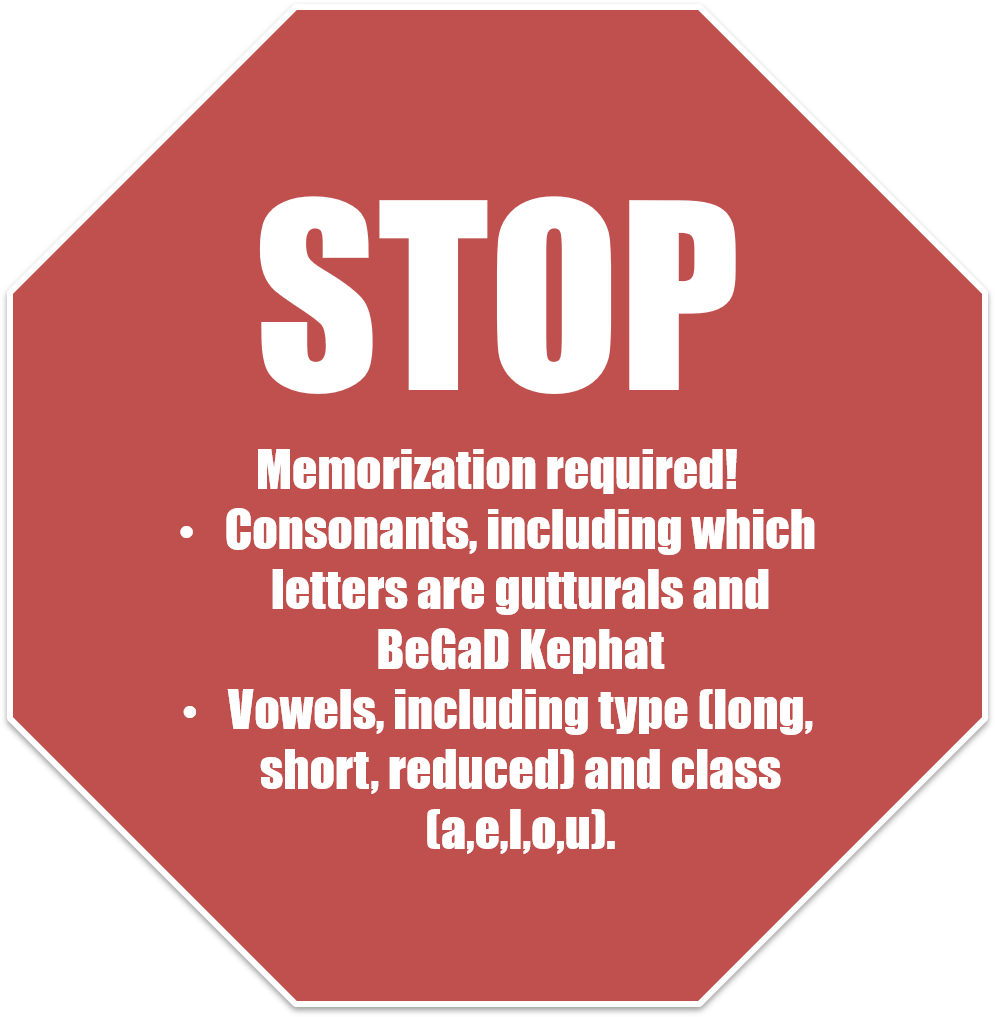 STOP
Memorization required!
• Consonants, including which
letters are gutturals and
BeGaD Kephat
• Vowels, including type (long,
short, reduced) and class
(a,e,I,o,u).